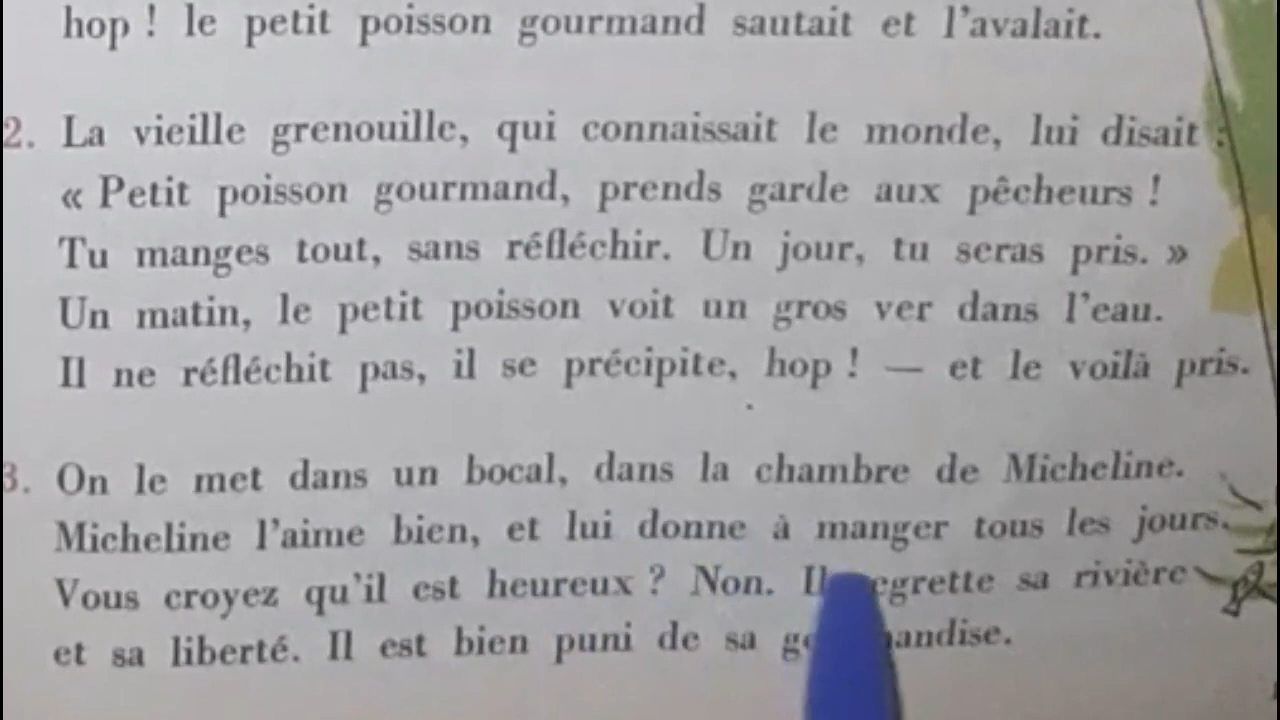 hop ! le petit poisson gourmand sautait et l'avalait.
2. La vieille grenouille, qui connaissait le monde, lui disait :
« Petit poisson gourmand, prends garde aux pêcheurs !
Tu manges tout, sans réfléchir. Un jour, tu seras pris. »
Un matin, le petit poisson voit un gros ver dans l'eau.
Il ne réfléchit pas, il se précipite, hop ! — et le voilà pris.
3. On le met dans un bocal, dans la chambre de Micheline.
Micheline l'aime bien, et lui donne à manger tous les jours.
Vous croyez qu'il est heureux ? Non. Il regrette sa rivière
et sa liberté. Il est bien puni de sa gourmandise.